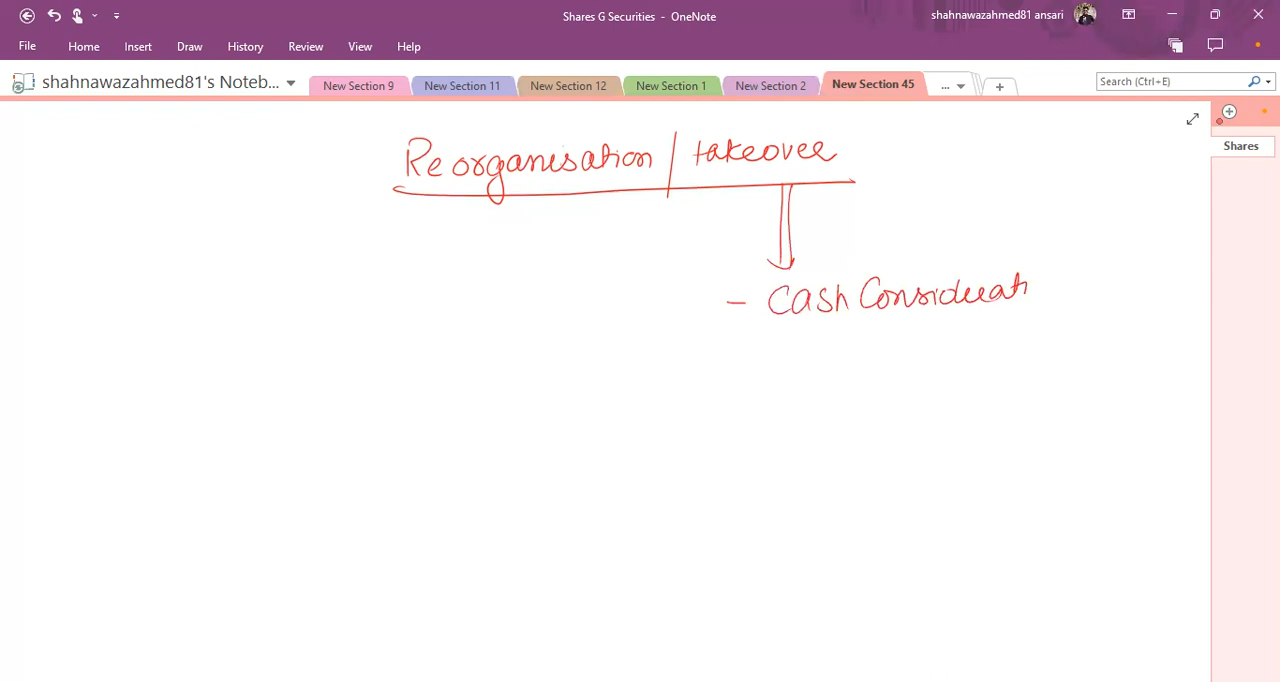 Shares G Securities - OneNote
shahnawazahmed81 ansari
File Home Insert Draw History Review View Help
shahnawazahmed81's Noteb...
New Section 9
New Section 11
New Section 12
New Section 1
New Section 2
New Section 45
...
Search (Ctrl+E)
Shares
Reorganisation / takeover
- Cash Considerati